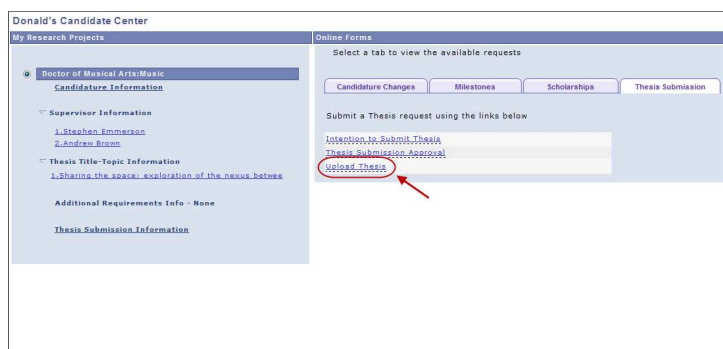 Donald's Candidate Center
My Research Projects
Doctor of Musical Arts:Music
Candidature Information
Supervisor Information
1.Stephen Emmerson
2.Andrew Brown
Thesis Title-Topic Information
1.Sharing the space: exploration of the nexus betwee
Additional Requirements Info - None
Thesis Submission Information
Online Forms
Select a tab to view the available requests
Candidature Changes
Milestones
Scholarships
Thesis Submission
Submit a Thesis request using the links below
Intention to Submit Thesis
Thesis Submission Approval
Upload Thesis